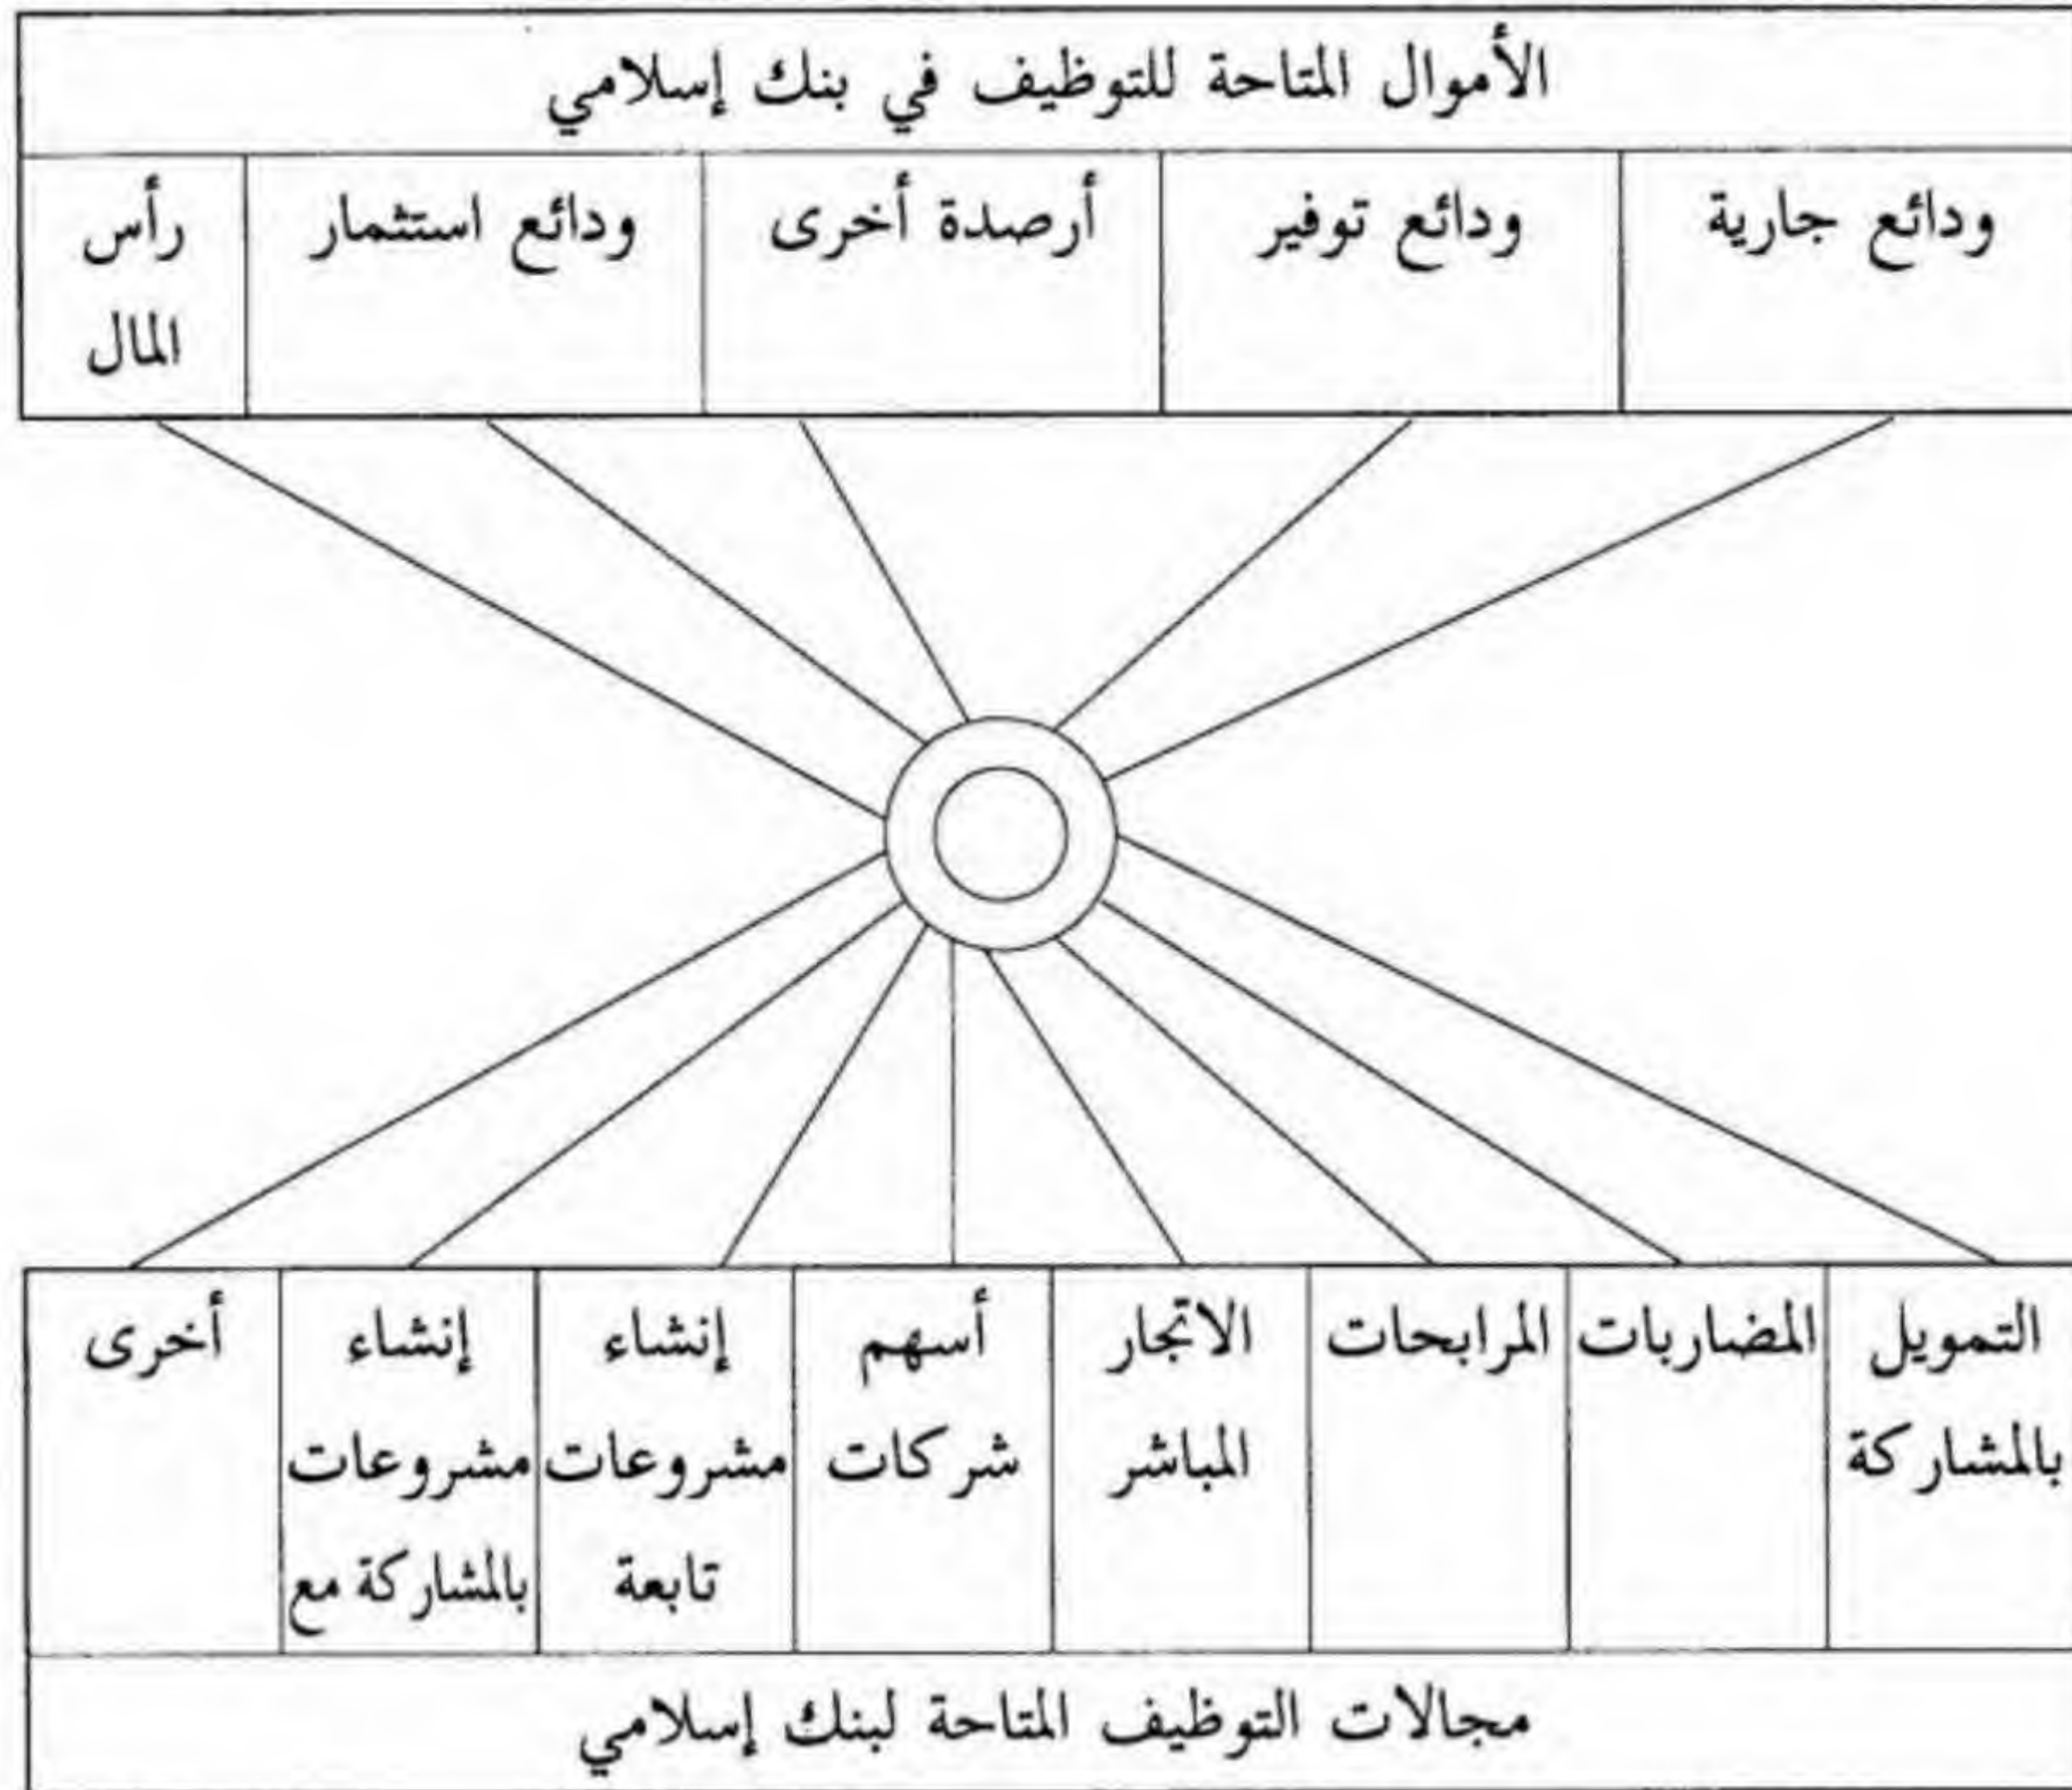 الأموال المتاحة للتوظيف في بنك إسلامي
ودائع جارية
ودائع توفير
أرصدة أخرى
ودائع استثمار
رأس
المال
التمويل
بالمشاركة
المضاربات
المرابحات
الاتجار
المباشر
أسهم
شركات
إنشاء
مشروعات
تابعة
إنشاء
مشروعات
بالمشاركة مع
أخرى
مجالات التوظيف المتاحة لبنك إسلامي